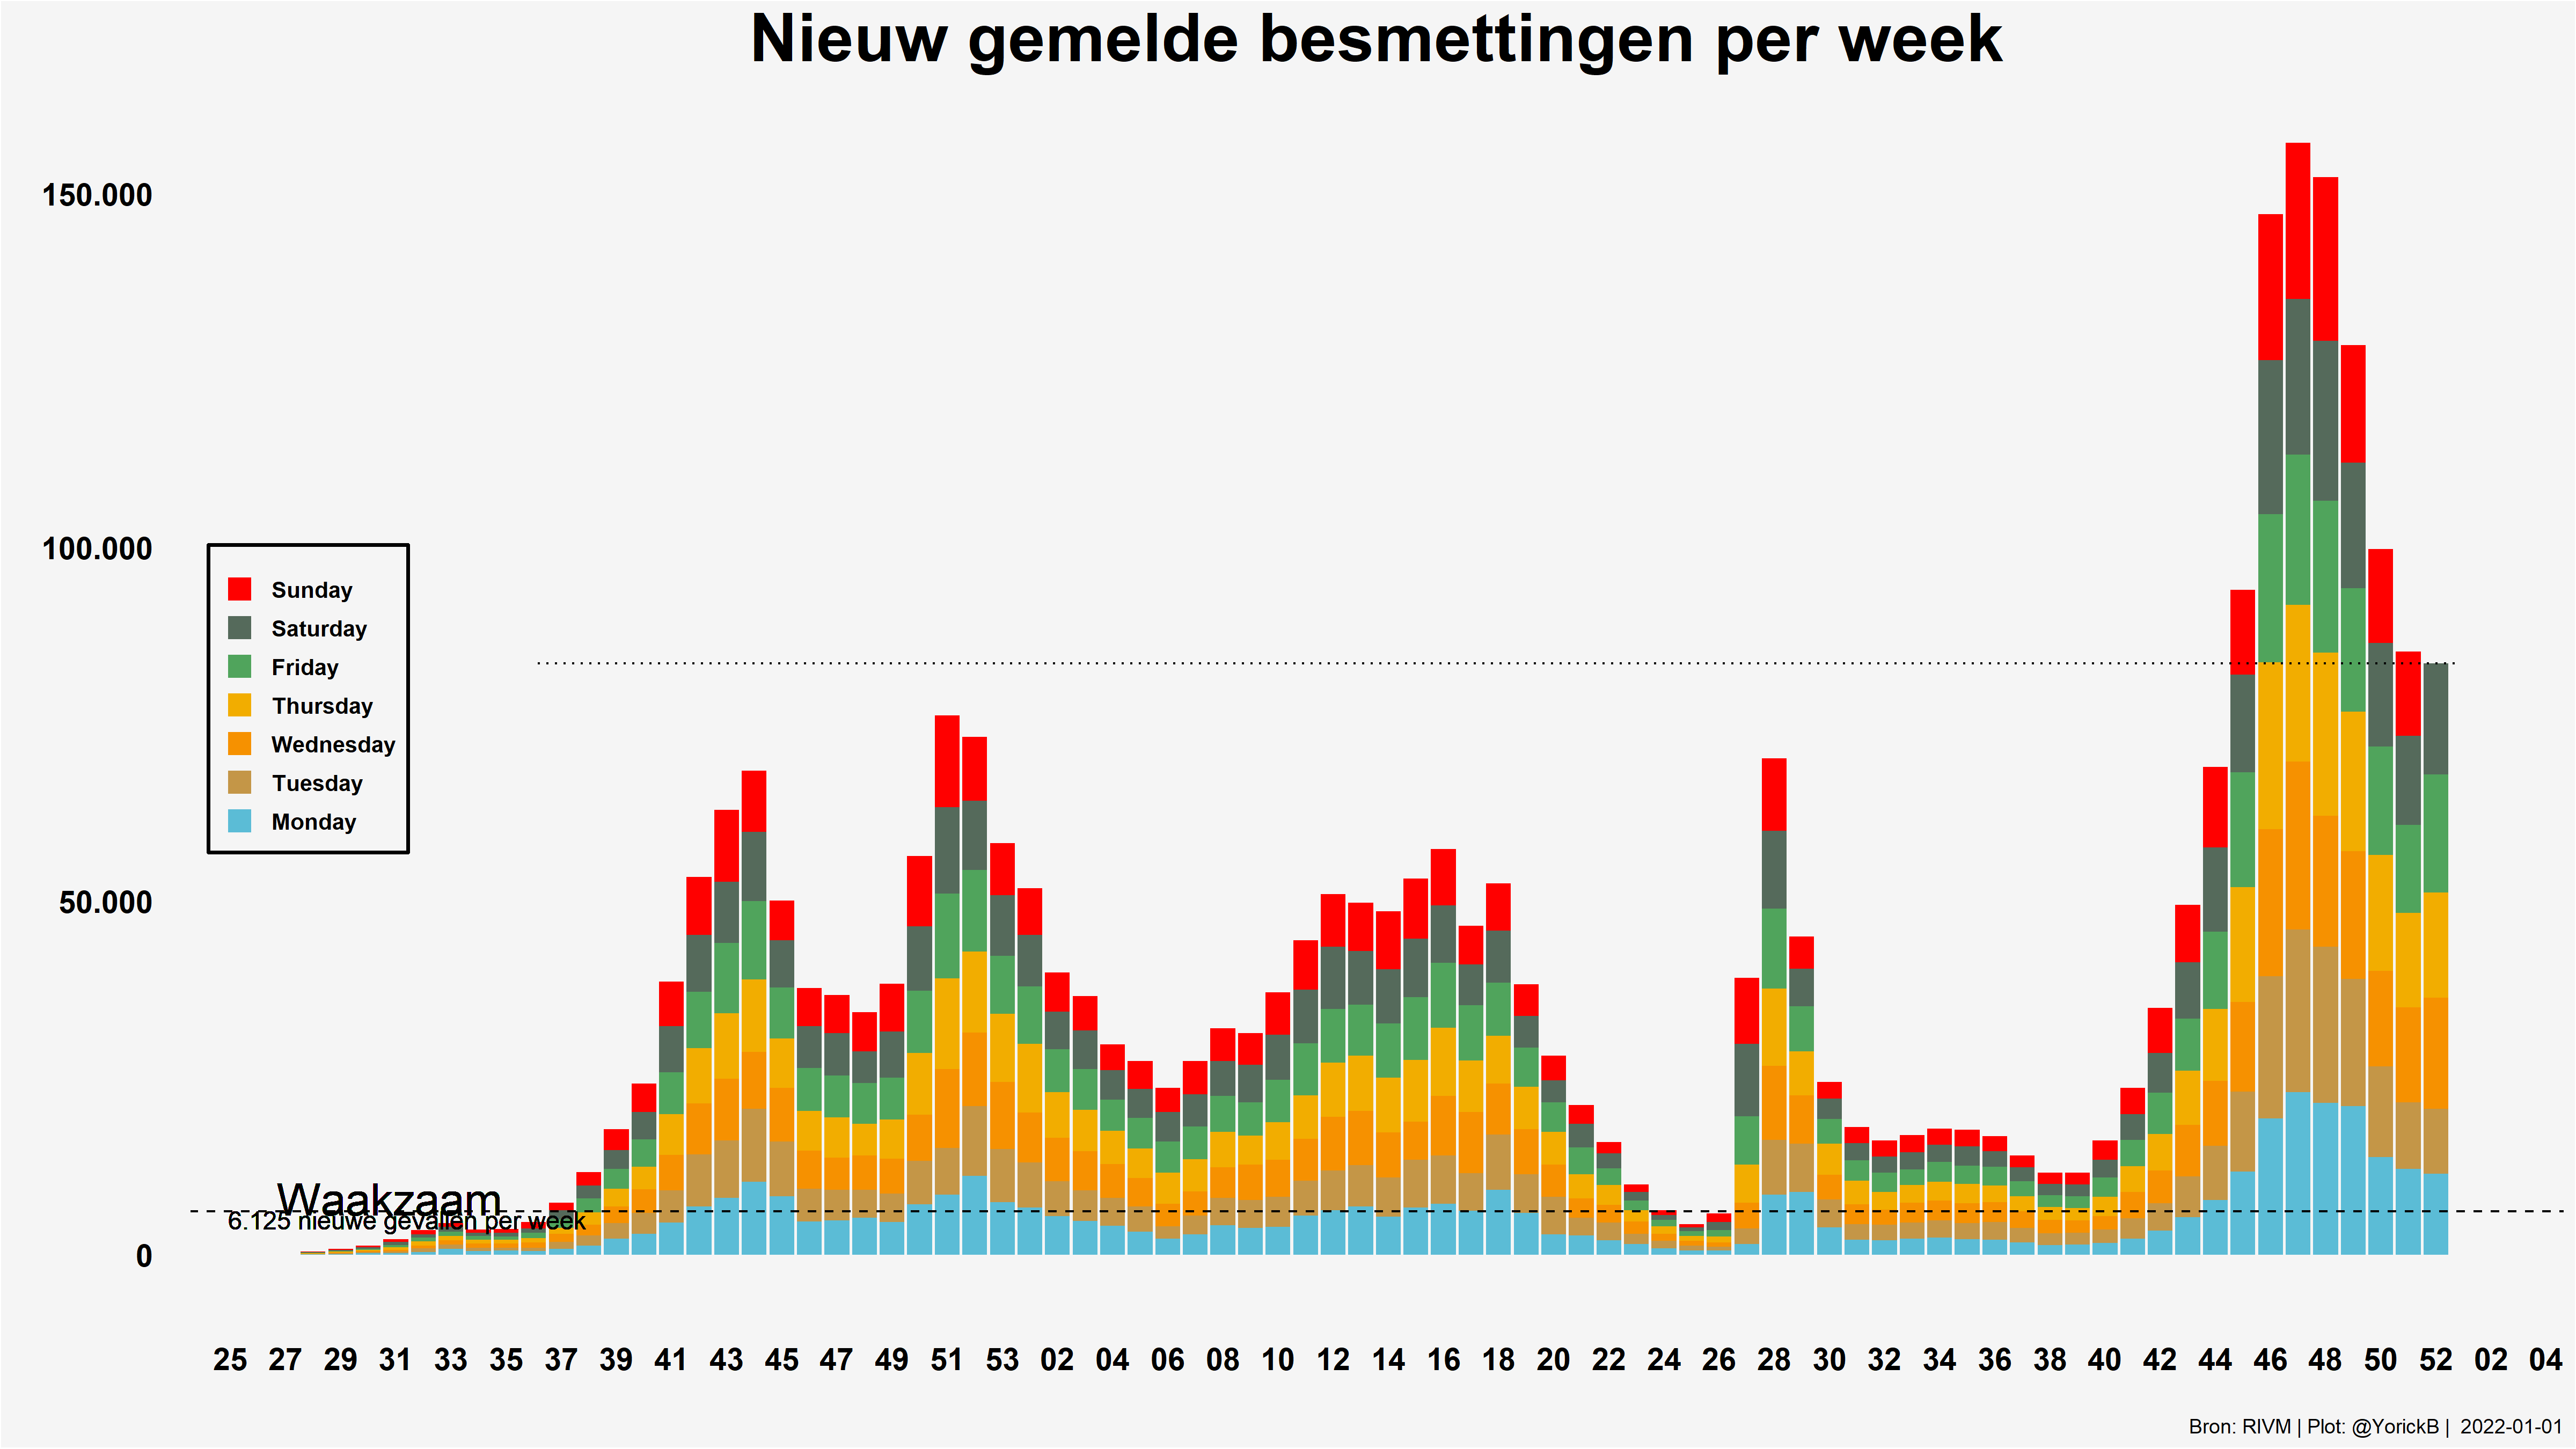 Nieuw gemelde besmettingen per week
150.000
100.000
50.000
0
Sunday
Saturday
Friday
Thursday
Wednesday
Tuesday
Monday
Waakzaam
6.125 nieuwe gevallen per week
25 27 29 31 33 35 37 39 41 43 45 47 49 51 53 02 04 06 08 10 12 14 16 18 20 22 24 26 28 30 32 34 36 38 40 42 44 46 48 50 52 02 04
Bron: RIVM | Plot: @YorickB | 2022-01-01